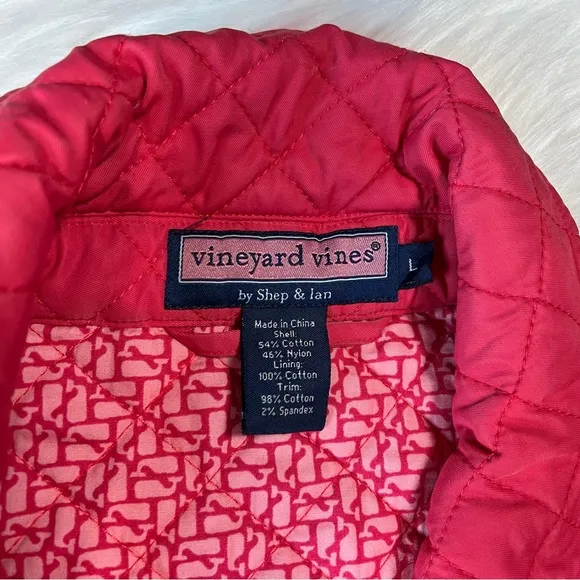 vineyard vines®
L
by Shep & Ian
Made in China
Shell:
54% Cotton
46% Nylon
Lining:
100% Cotton
Trim:
98% Cotton
2% Spandex